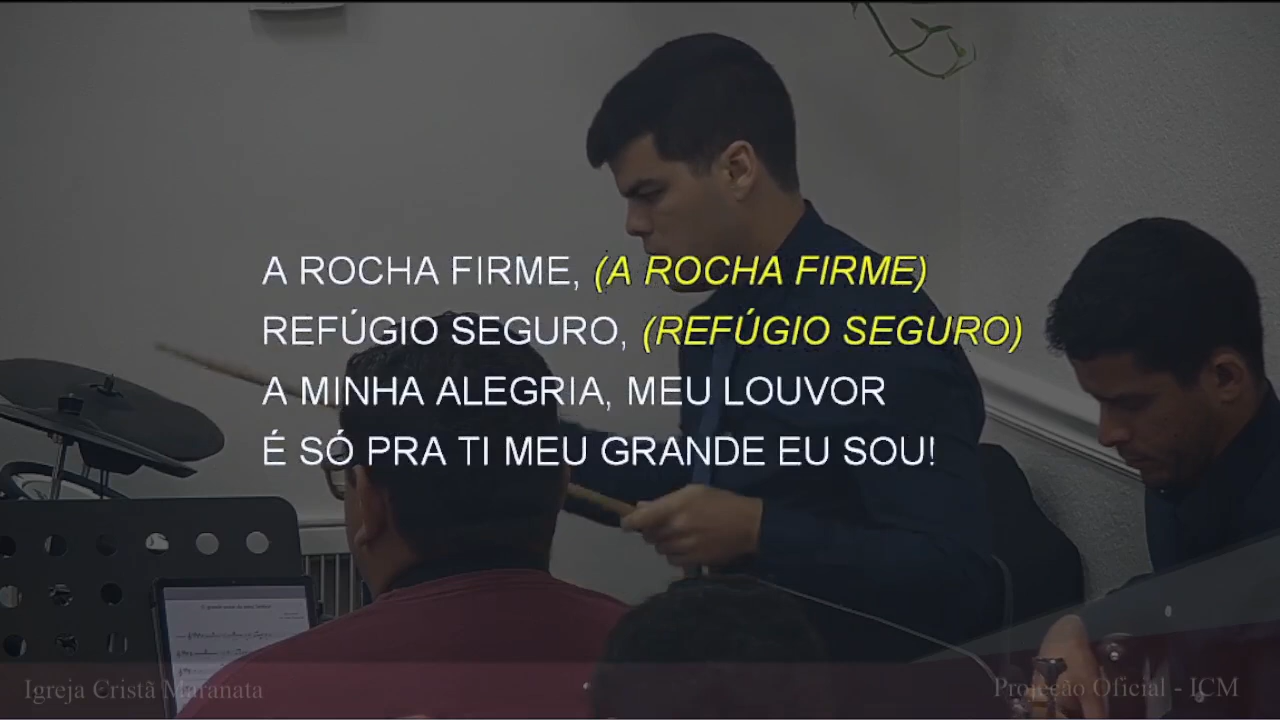 A ROCHA FIRME, (A ROCHA FIRME)
REFÚGIO SEGURO, (REFÚGIO SEGURO)
A MINHA ALEGRIA, MEU LOUVOR
É SÓ PRA TI MEU GRANDE EU SOU!
Igreja Cristã Maranata
Projeção Oficial - ICM